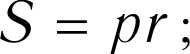 S = pr;